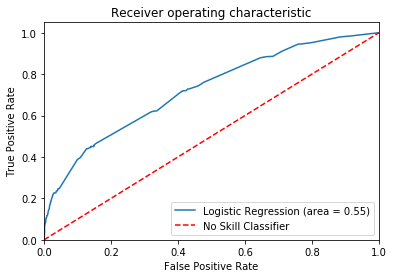 Receiver operating characteristic
True Positive Rate
1.0
0.8
0.6
0.4
0.2
0.0
Logistic Regression (area = 0.55)
No Skill Classifier
0.0 0.2 0.4 0.6 0.8 1.0
False Positive Rate